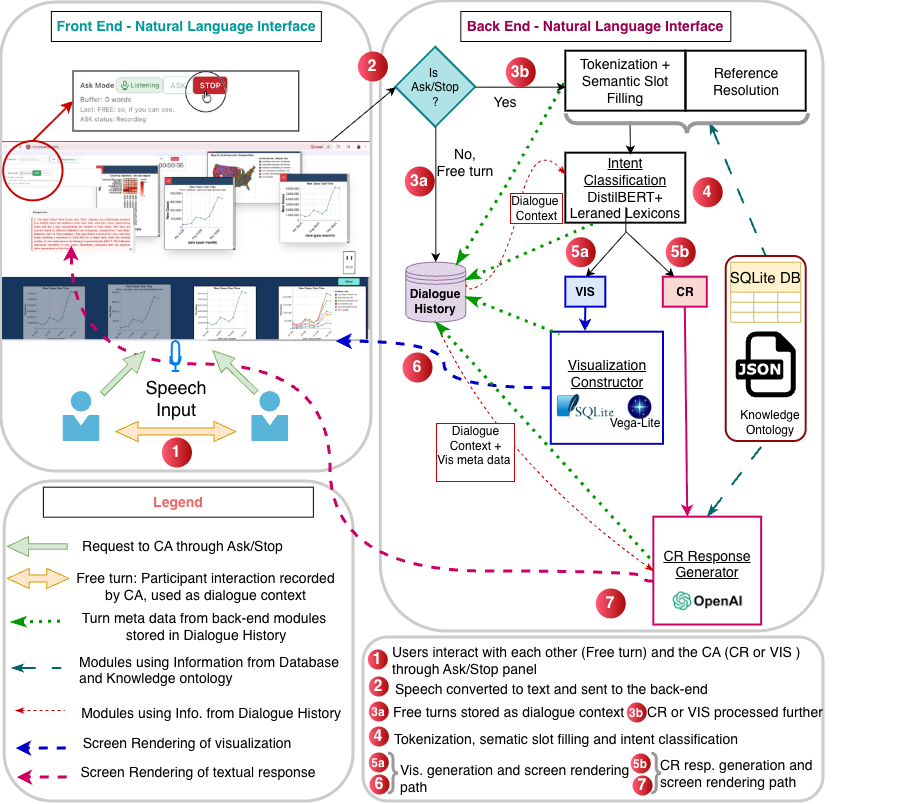 Front End - Natural Language Interface
Ask Mode
Listening
ASK
STOP
Buffer: 0 words
Last: FREE: so, if you can see.
ASK status: Recording
00:00:05
date (year-month)
date (year-month)
Speech
Input
1
Back End - Natural Language Interface
2
Is
Ask/Stop
?
3b
Yes
Tokenization +
Semantic Slot
Filling
Reference
Resolution
3a
No,
Free turn
Intent
Classification
DistilBERT+
Leraned Lexicons
4
Dialogue
Context
5a
5b
VIS
CR
Dialogue
History
SQLite DB
JSON
Knowledge
Ontology
Visualization
Constructor
SQLite
Vega-Lite
6
Dialogue
Context +
Vis meta data
CR Response
Generator
OpenAI
7
Legend
Request to CA through Ask/Stop
Free turn: Participant interaction recorded
by CA, used as dialogue context
Turn meta data from back-end modules
stored in Dialogue History
Modules using Information from Database
and Knowledge ontology
Modules using Info. from Dialogue History
Screen Rendering of visualization
Screen Rendering of textual response
1 Users interact with each other (Free turn) and the CA (CR or VIS )
through Ask/Stop panel
2 Speech converted to text and sent to the back-end
3a Free turns stored as dialogue context 3b CR or VIS processed further
4 Tokenization, sematic slot filling and intent classification
5a
6
Vis. generation and screen rendering
path
5b
7
CR resp. generation and
screen rendering path